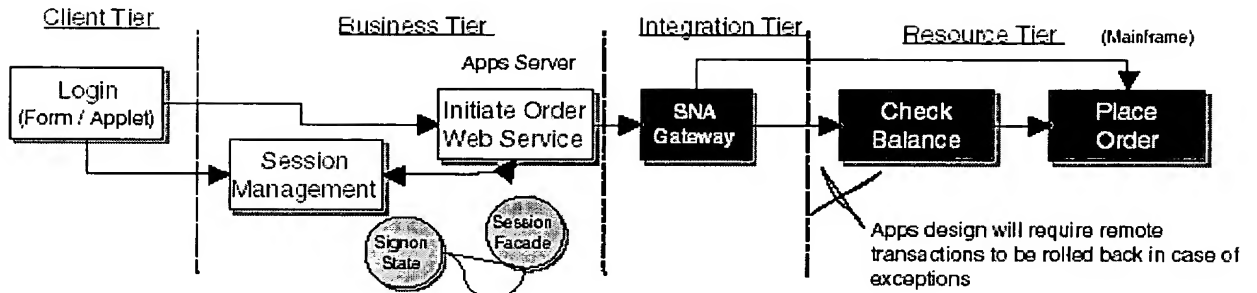 Client Tier
Business Tier
Integration Tier
Resource Tier (Mainframe)
Apps Server
Login
(Form / Applet)
Initiate Order
Web Service
SNA
Gateway
Check
Balance
Place
Order
Session
Management
Signon
State
Session
Facade
Apps design will require remote
transactions to be rolled back in case of
exceptions